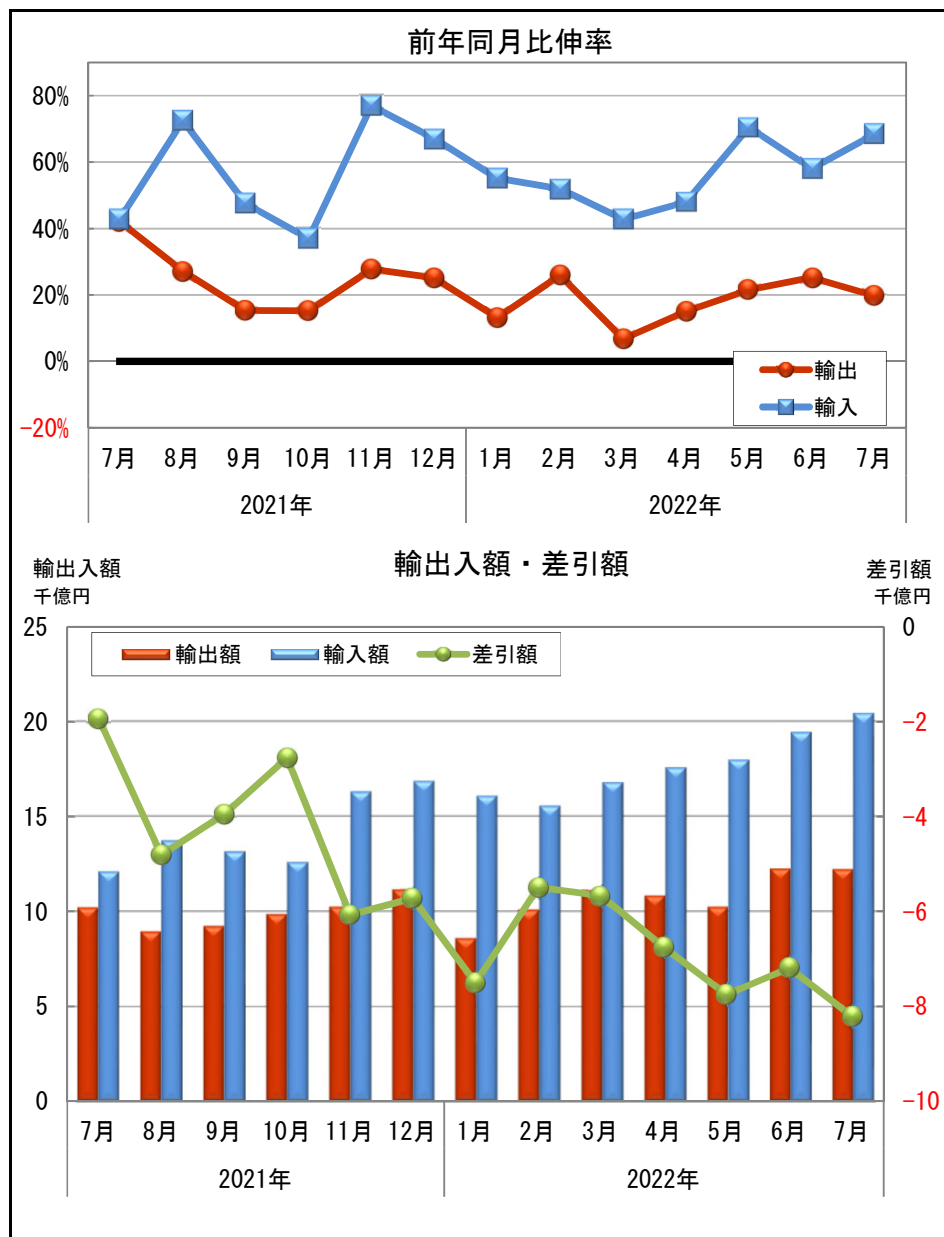 前年同月比伸率
80%
60%
40%
20%
0%
-20%
輸出
輸入
7月 8月 9月 10月 11月 12月 1月 2月 3月 4月 5月 6月 7月
2021年 2022年
輸出入額 輸出入額・差引額 差引額
千億円 千億円
25 0
輸出額 輸入額 差引額
20 -2
15 -4
10 -6
5 -8
0 -10
7月 8月 9月 10月 11月 12月 1月 2月 3月 4月 5月 6月 7月
2021年 2022年